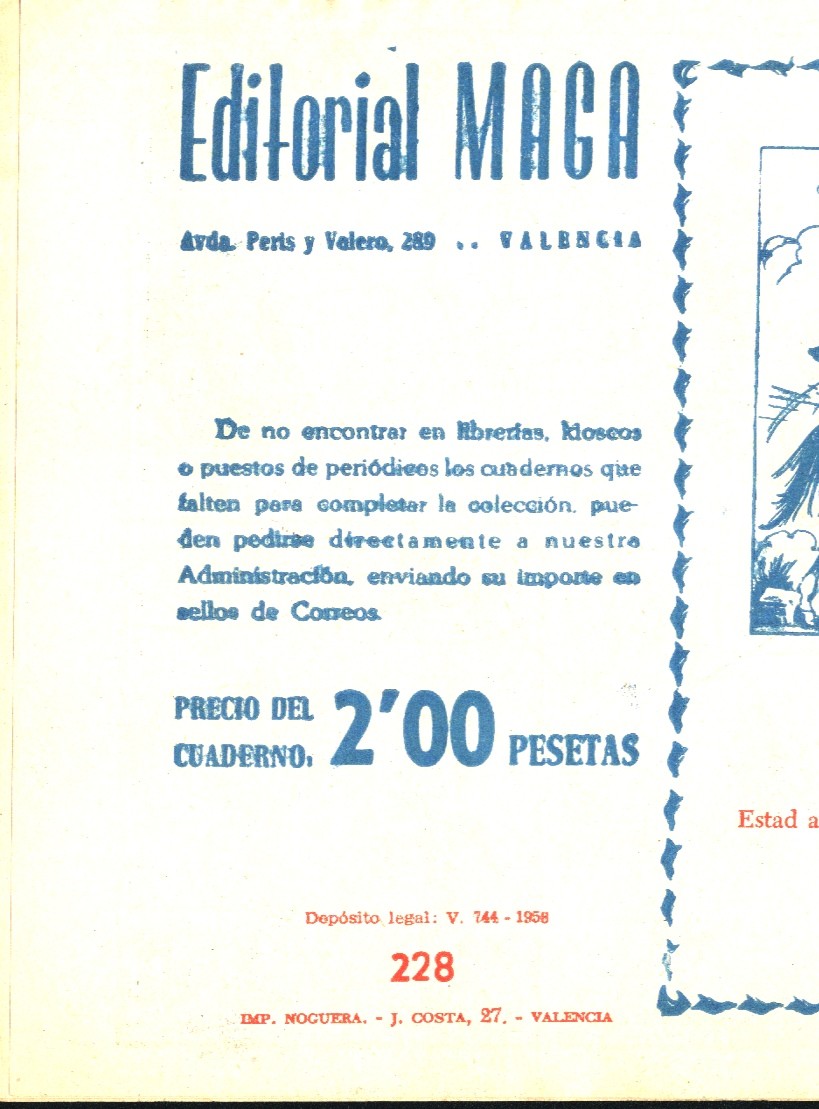 Editorial MAGA
Avda. Peris y Valero, 289 .. VALENCIA
De no encontrar en librerías, kioscos
o puestos de periódicos los cuadernos que
falten para completar la colección, pue-
den pedirse directamente a nuestra
Administración, enviando su importe en
sellos de Correos.
PRECIO DEL
CUADERNO: 2'00 PESETAS
Estad a
Depósito legal: V. 744 - 1958
228
IMP. NOGUERA. - J. COSTA, 27. - VALENCIA